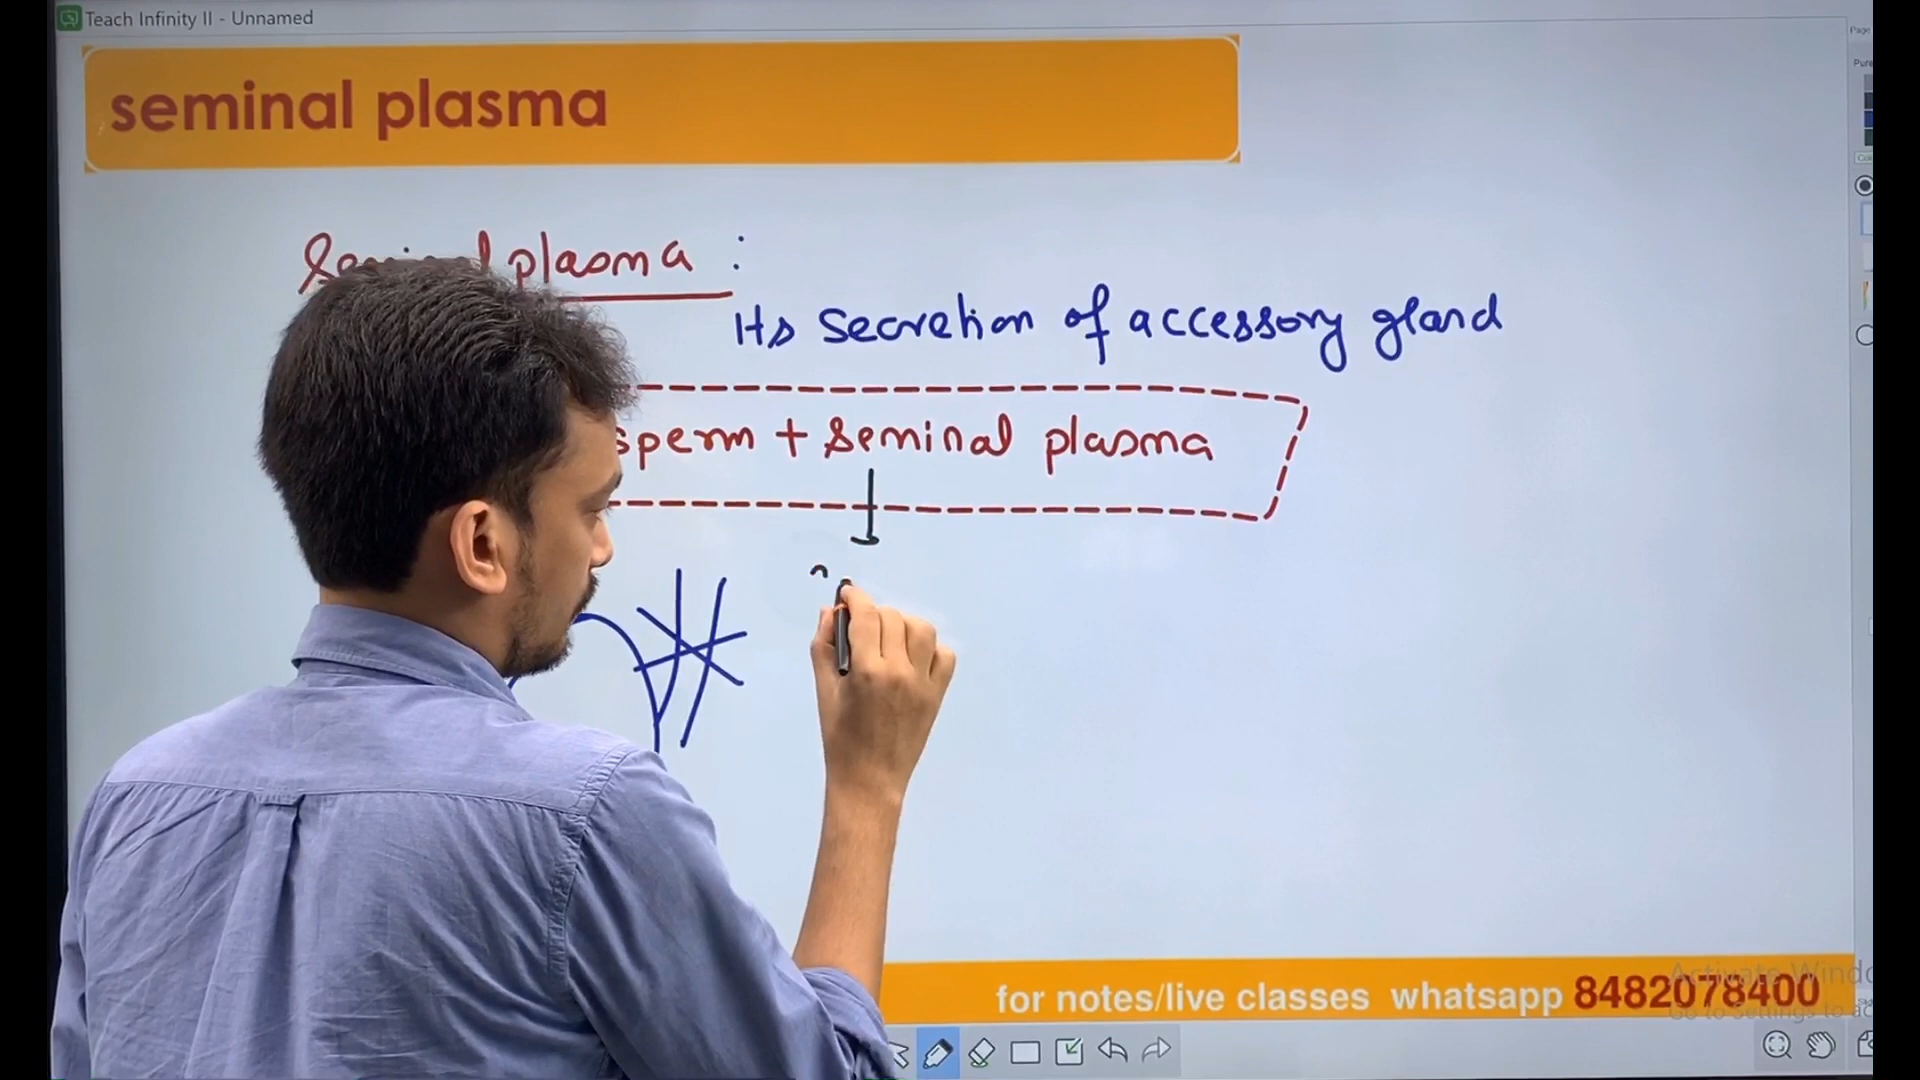 Teach Infinity II - Unnamed
seminal plasma
plasma :
Its secretion of accessory gland
sperm + seminal plasma
for notes/live classes whatsapp 8482078400